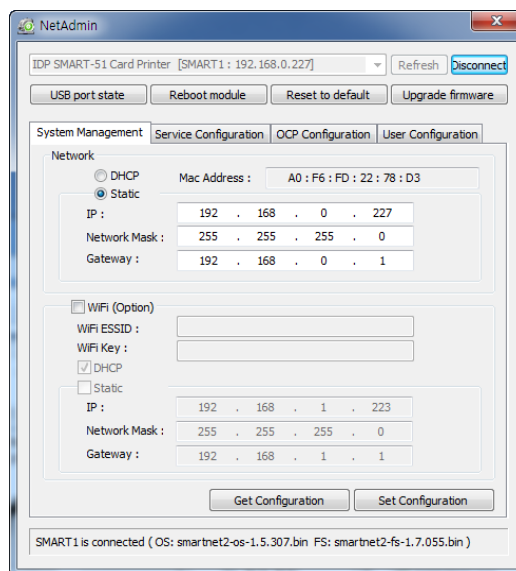 NetAdmin
IDP SMART-51 Card Printer [SMART1 : 192.168.0.227] Refresh Disconnect
USB port state Reboot module Reset to default Upgrade firmware
System Management Service Configuration OCP Configuration User Configuration
Network
DHCP Mac Address : A0 : F6 : FD : 22 : 78 : D3
Static
IP : 192 . 168 . 0 . 227
Network Mask : 255 . 255 . 255 . 0
Gateway : 192 . 168 . 0 . 1
WiFi (Option)
WiFi ESSID :
WiFi Key :
DHCP
Static
IP : 192 . 168 . 1 . 223
Network Mask : 255 . 255 . 255 . 0
Gateway : 192 . 168 . 1 . 1
Get Configuration Set Configuration
SMART1 is connected ( OS: smartnet2-os-1.5.307.bin FS: smartnet2-fs-1.7.055.bin )